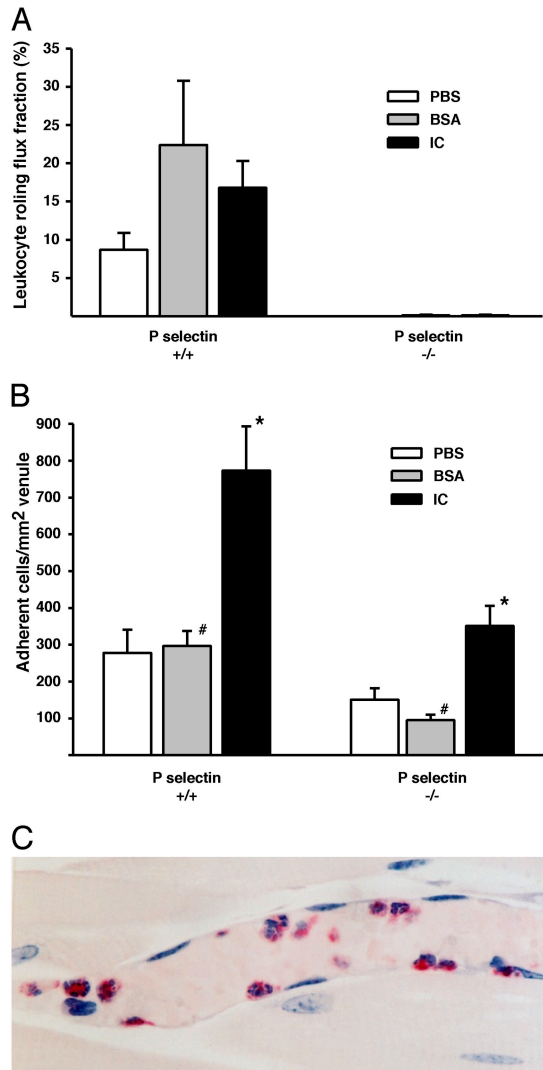 A
Leukocyte roling flux fraction (%)
35
30
25
20
15
10
5
PBS
BSA
IC
P selectin
+/+
P selectin
-/-
B
Adherent cells/mm² venule
900
800
700
600
500
400
300
200
100
PBS
BSA
IC
#
*
#
*
P selectin
+/+
P selectin
-/-
C